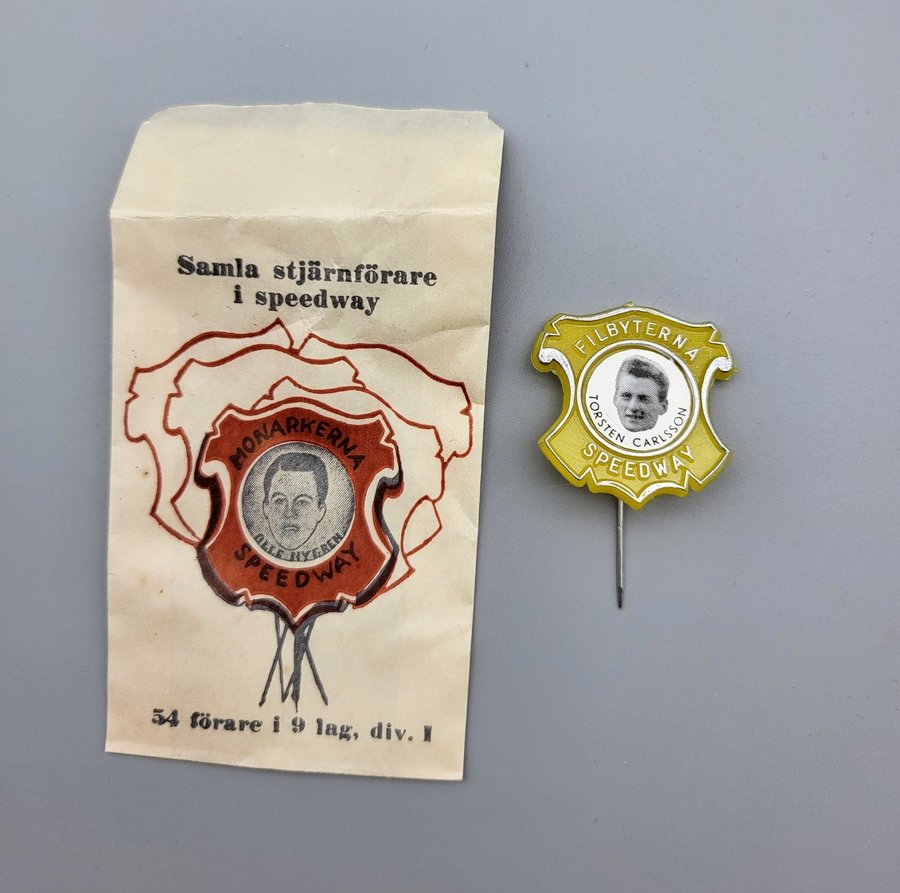 Samla stjärnförare
i speedway
MONARKERNA
OLLE NYGREN
SPEEDWAY
54 förare i 9 lag, div. I
FILBYTERNA
TORSTEN CARLSSON
SPEEDWAY